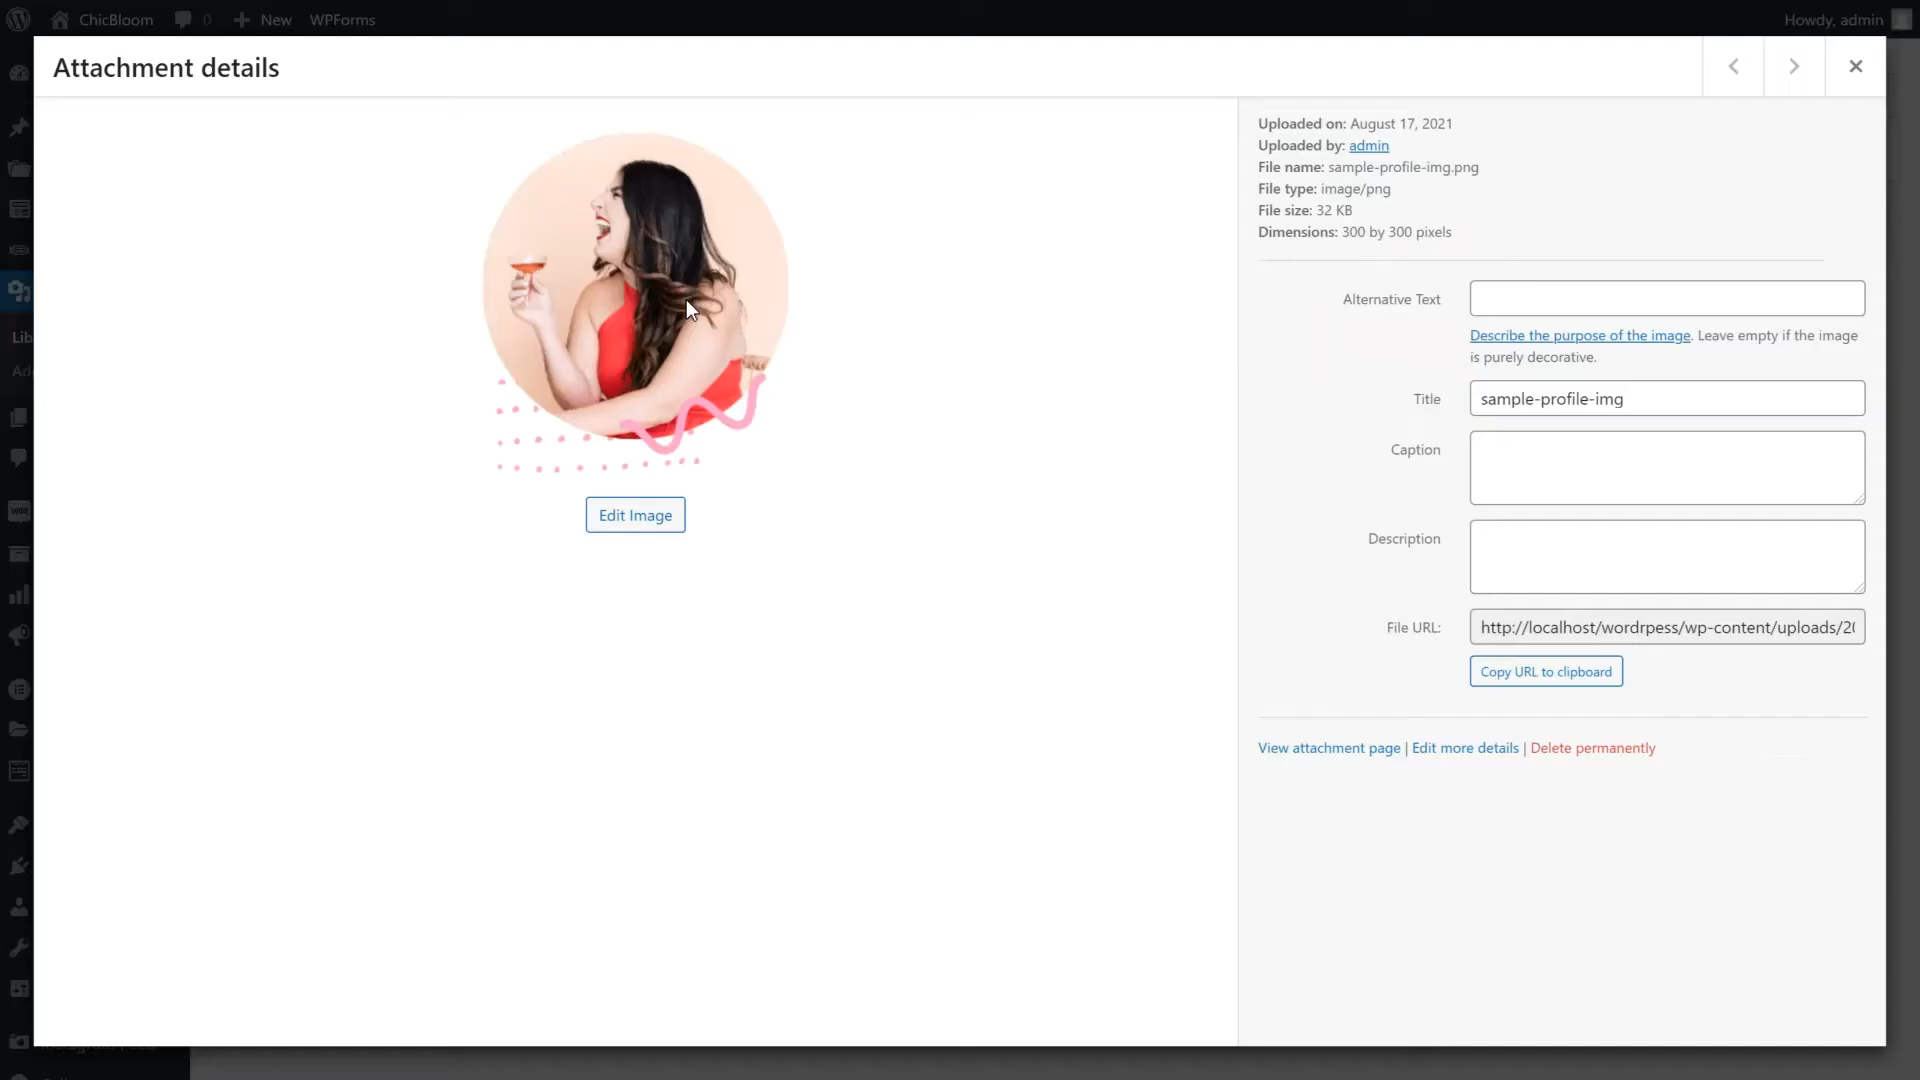 ChicBloom 0 New WPForms Howdy, admin
Attachment details
Uploaded on: August 17, 2021
Uploaded by: admin
File name: sample-profile-img.png
File type: image/png
File size: 32 KB
Dimensions: 300 by 300 pixels
Alternative Text
Describe the purpose of the image. Leave empty if the image
is purely decorative.
Title sample-profile-img
Caption
Description
File URL: http://localhost/wordrpess/wp-content/uploads/20
Copy URL to clipboard
View attachment page | Edit more details | Delete permanently
Edit Image
Lib